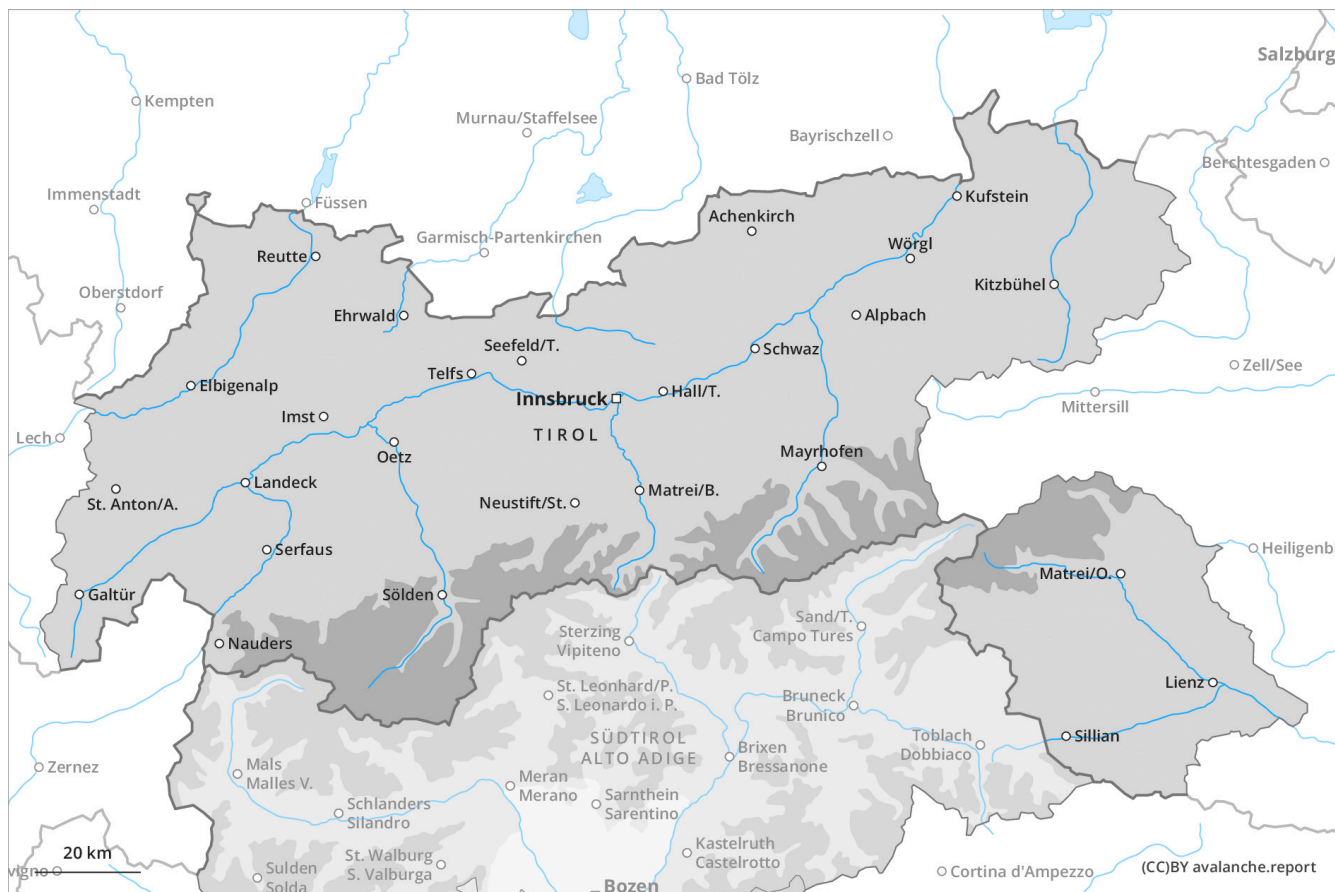 Salzburg
Bad Tölz
Kempten
Murnau/Staffelsee
Bayrischzell
Berchtesgaden
Immenstadt
Füssen
Kufstein
Achenkirch
Garmisch-Partenkirchen
Wörgl
Reutte
Kitzbühel
Oberstdorf
Ehrwald
Alpbach
Seefeld/T.
Schwaz
Zell/See
Telfs
Elbigenalp
Hall/T.
Innsbruck
Mittersill
Imst
Lech
TIROL
Oetz
Mayrhofen
Landeck
Matrei/B.
St. Anton/A.
Neustift/St.
Serfaus
Heiligenb
Matrei/O.
Galtür
Sölden
Sand/T.
Campo Tures
Sterzing
Vipiteno
Nauders
Lienz
St. Leonhard/P.
S. Leonardo i. P.
Bruneck
Brunico
Sillian
SÜDTIROL
ALTO ADIGE
Toblach
Dobbiaco
Brixen
Bressanone
Zernez
Mals
Malles V.
Meran
Merano
Schlanders
Silandro
Sarnthein
Sarentino
Kastelruth
Castelrotto
20 km
St. Walburg
S. Valburga
vigno
Sulden
Solda
Cortina d'Ampezzo
(CC)BY avalanche.report
Bozen